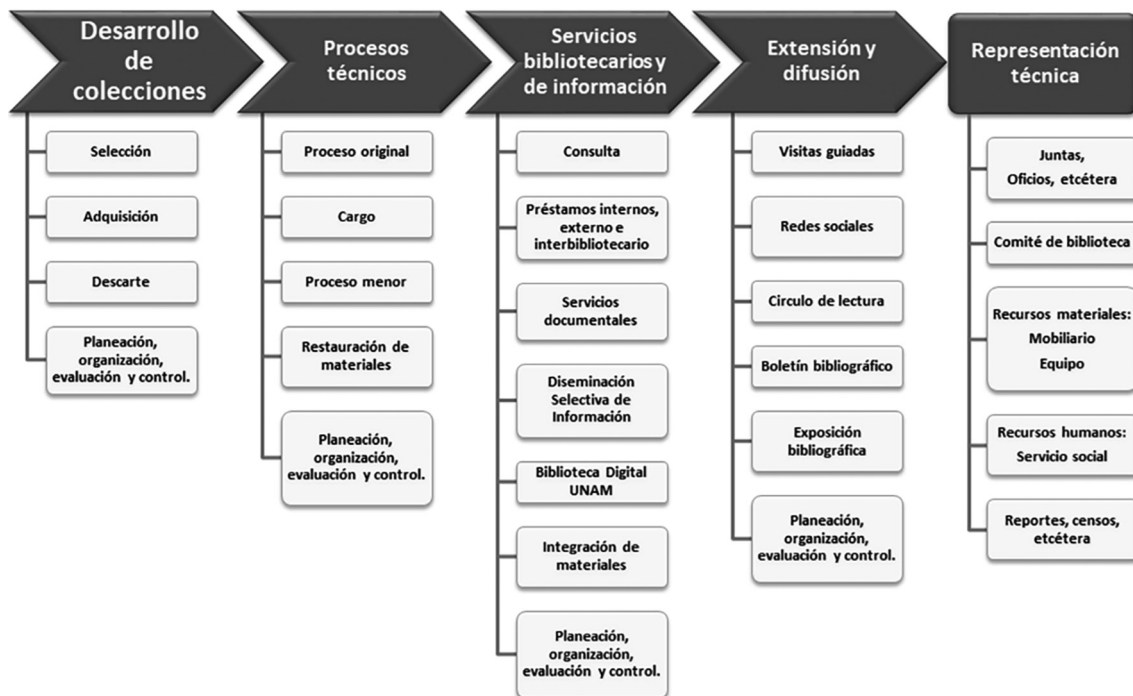 Desarrollo
de
colecciones
Selección
Adquisición
Descarte
Planeación,
organización,
evaluación y control.
Procesos
técnicos
Proceso original
Cargo
Proceso menor
Restauración de
materiales
Planeación,
organización,
evaluación y control.
Servicios
bibliotecarios y
de información
Consulta
Préstamos internos,
externo e
interbibliotecario
Servicios
documentales
Diseminación
Selectiva de
Información
Biblioteca Digital
UNAM
Integración de
materiales
Planeación,
organización,
evaluación y control.
Extensión y
difusión
Visitas guiadas
Redes sociales
Circulo de lectura
Boletín bibliográfico
Exposición
bibliográfica
Planeación,
organización,
evaluación y control.
Representación
técnica
Juntas,
Oficios, etcétera
Comité de biblioteca
Recursos materiales:
Mobiliario
Equipo
Recursos humanos:
Servicio social
Reportes, censos,
etcétera